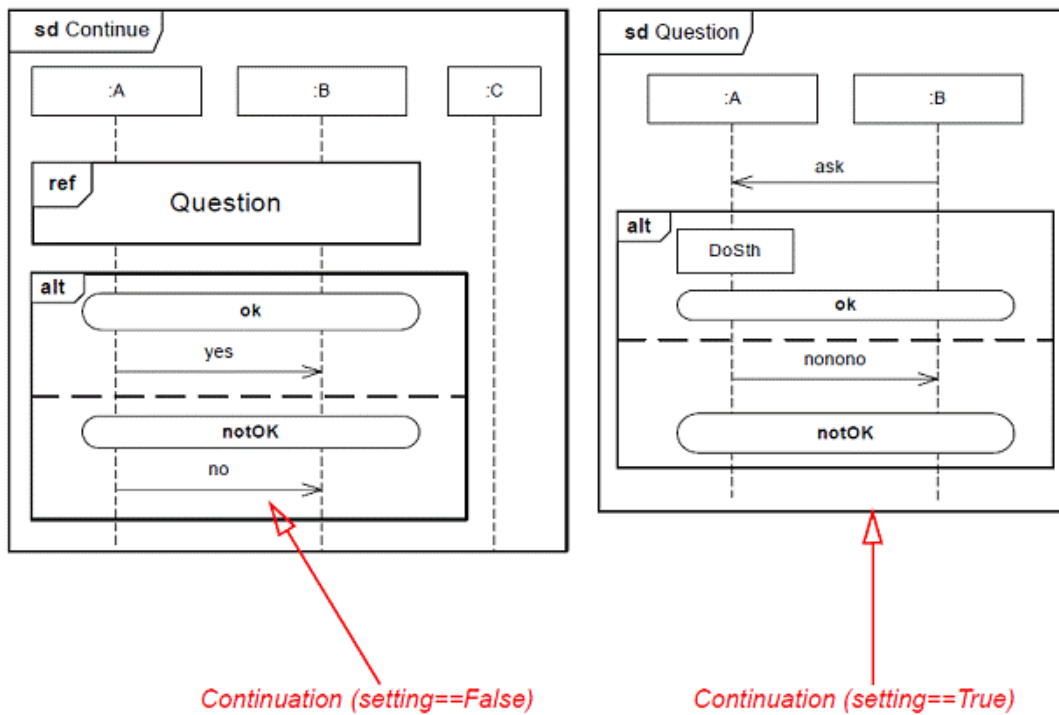 sd Continue
:A
:B
:C
ref
Question
alt
ok
yes
notOK
no
sd Question
:A
:B
ask
alt
DoSth
ok
nonono
notOK
Continuation (setting==False)
Continuation (setting==True)